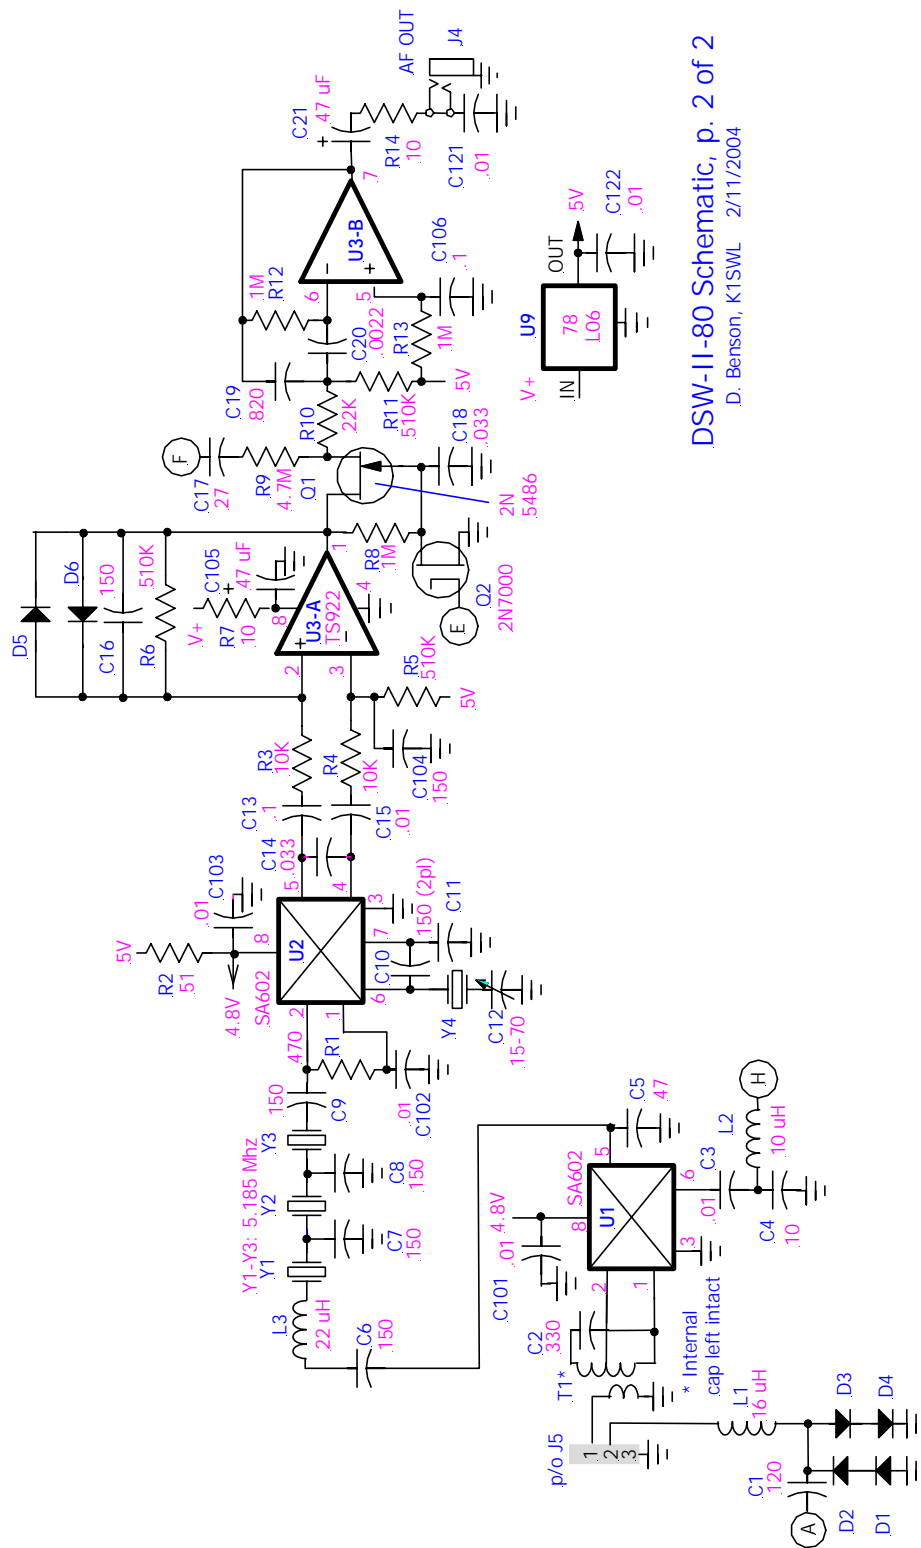 DSW-II-80 Schematic, p. 2 of 2
D. Benson, K1SWL 2/11/2004
D5
D6
C16
150
R6
510K
V+
R7
10
C105
+
47 uF
8
U3-A
TS922
+
−
2
3
1
4
R8
1M
Q2
2N7000
E
R5
510K
5V
C104
150
R3
10K
R4
10K
C13
.1
C15
.01
C14
.033
5
4
F
C17
27
R9
4.7M
Q1
2N
5486
C18
.033
R10
22K
R11
510K
5V
C19
820
C20
.0022
R12
1M
R13
1M
C106
.1
6
5
−
+
U3-B
7
C21
+
47 uF
R14
10
C121
.01
AF OUT
J4
U9
78
L06
V+
IN
OUT
5V
C122
.01
5V
R2
51
4.8V
C103
.01
8
SA602
U2
2
1
6
7
3
150 (2pl)
C10
C11
Y4
C12
15-70
470
R1
.01
C102
150
C9
Y3
Y2
Y1
Y1-Y3: 5.185 Mhz
C8
150
C7
150
L3
22 uH
C6
150
4.8V
.01
C101
8
SA602
U1
5
C5
47
2
1
3
6
.01
C3
L2
10 uH
H
C4
10
C2
330
T1*
* Internal
cap left intact
p/o J5
1
2
3
L1
16 uH
A
C1
120
D3
D4
D2
D1